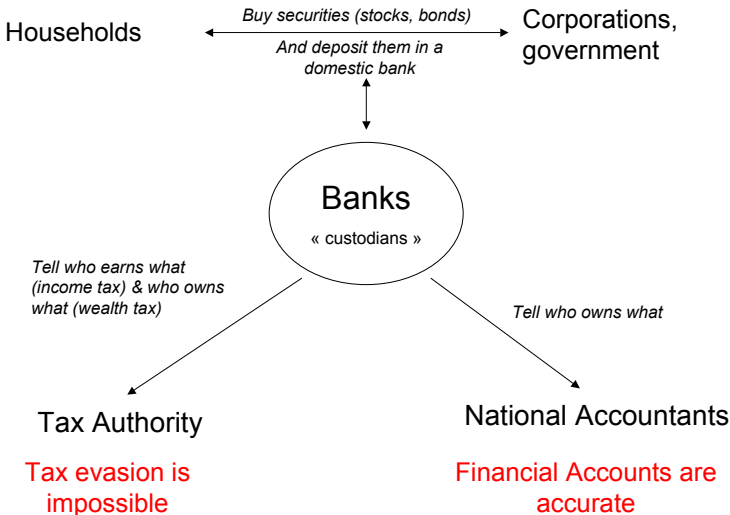 Households
Buy securities (stocks, bonds)
And deposit them in a
domestic bank
Corporations,
government
Banks
« custodians »
Tell who earns what
(income tax) & who owns
what (wealth tax)
Tell who owns what
Tax Authority
National Accountants
Tax evasion is
impossible
Financial Accounts are
accurate